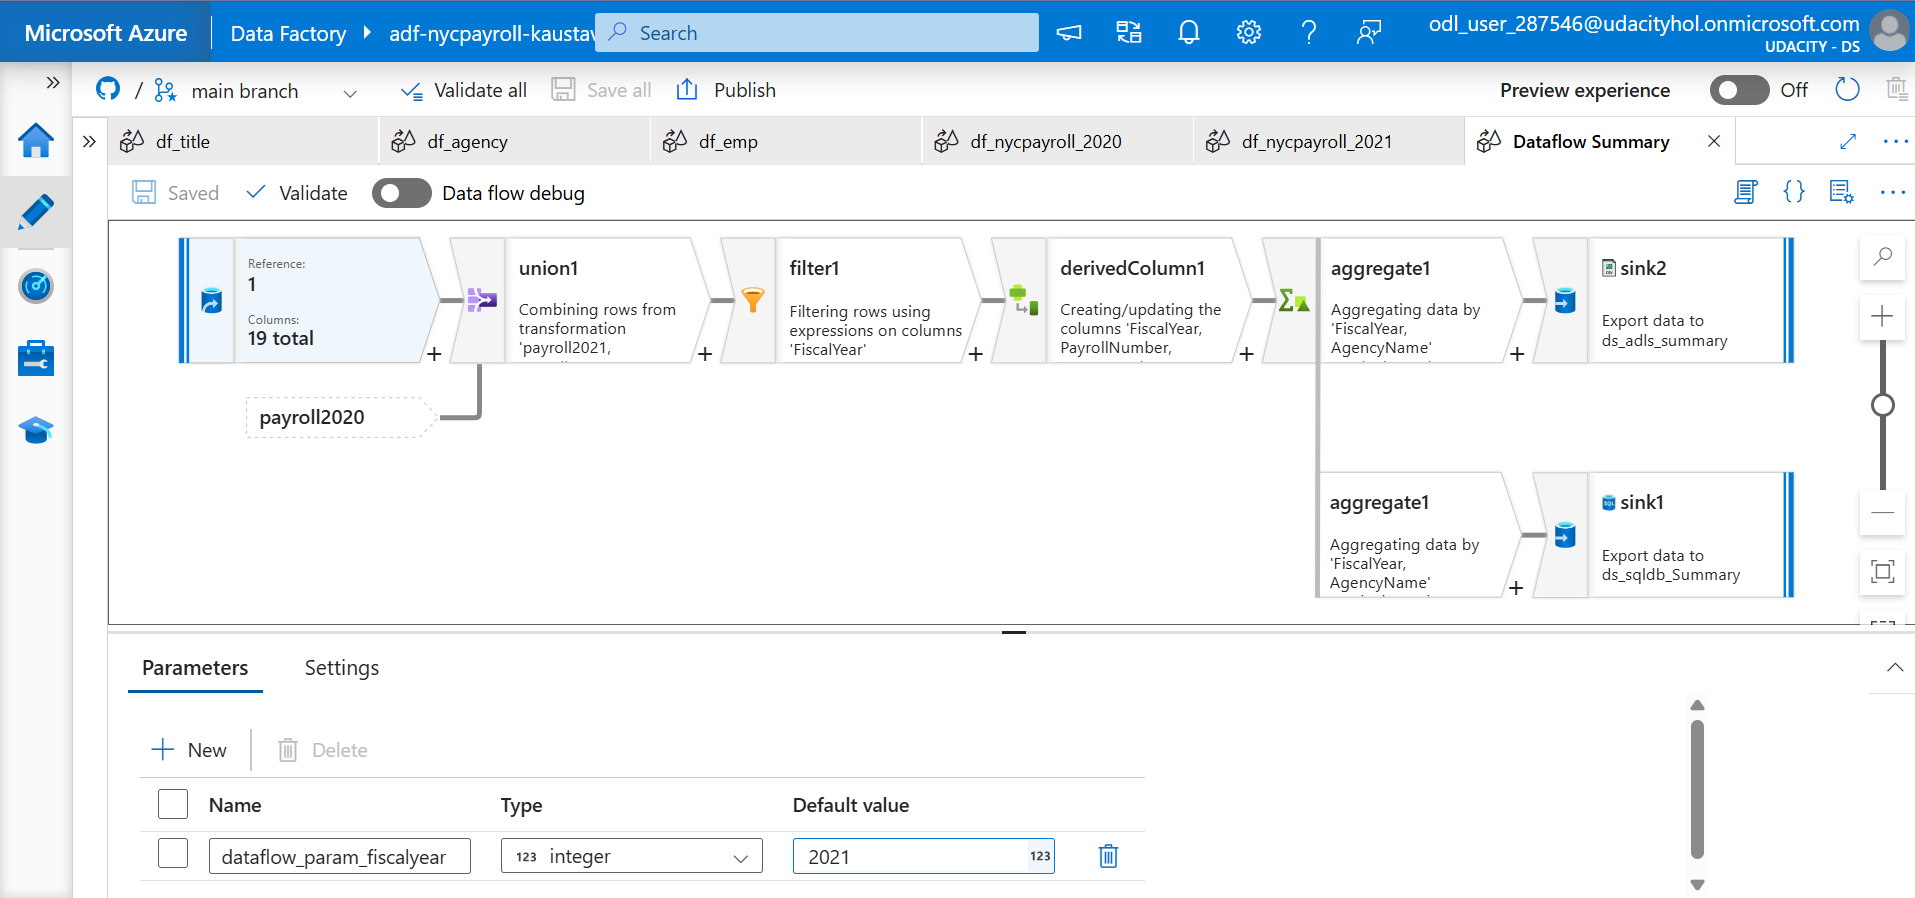 Microsoft Azure
Data Factory
adf-nycpayroll-kaustav
Search
odl_user_287546@udacityhol.onmicrosoft.com
UDACITY - DS
/
main branch
Validate all
Save all
Publish
Preview experience
Off
df_title
df_agency
df_emp
df_nycpayroll_2020
df_nycpayroll_2021
Dataflow Summary
Saved
Validate
Data flow debug
Reference:
1
Columns:
19 total
+
union1
Combining rows from
transformation
'payroll2021,
+
filter1
Filtering rows using
expressions on columns
'FiscalYear'
+
derivedColumn1
Creating/updating the
columns 'FiscalYear,
PayrollNumber,
+
aggregate1
Aggregating data by
'FiscalYear,
AgencyName'
+
sink2
Export data to
ds_adls_summary
payroll2020
aggregate1
Aggregating data by
'FiscalYear,
AgencyName'
+
sink1
Export data to
ds_sqldb_Summary
Parameters
Settings
New
Delete
Name
Type
Default value
dataflow_param_fiscalyear
123 integer
2021
123